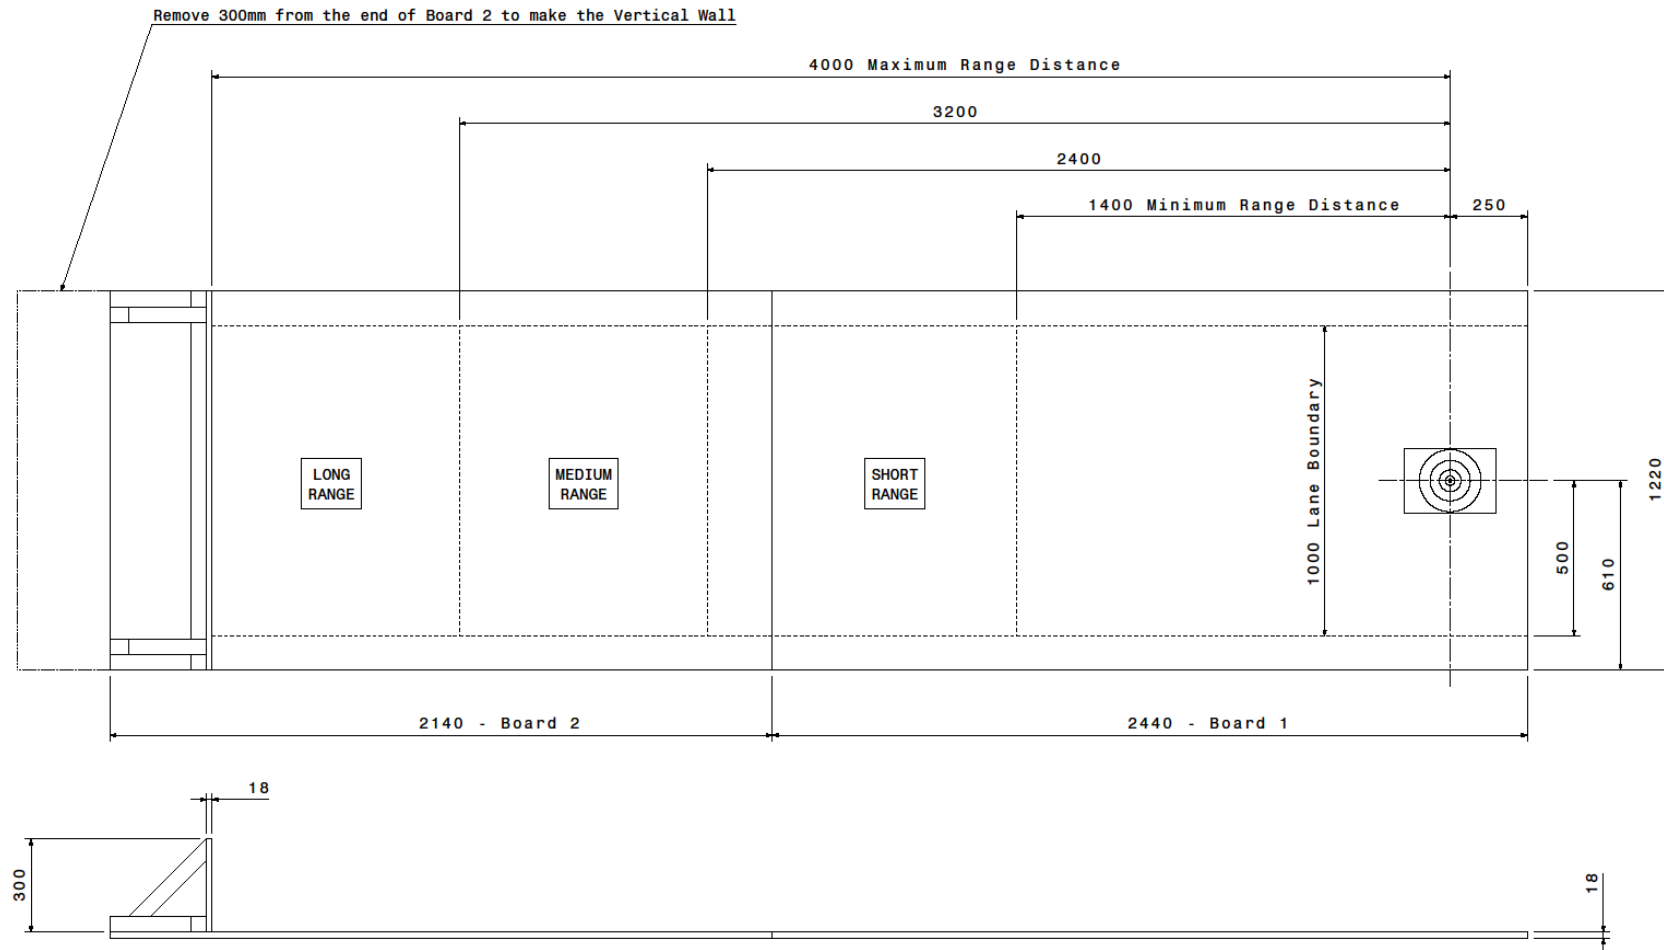 Remove 300mm from the end of Board 2 to make the Vertical Wall
4000 Maximum Range Distance
3200
2400
1400 Minimum Range Distance
250
LONG
RANGE
MEDIUM
RANGE
SHORT
RANGE
1000 Lane Boundary
500
610
1220
2140 - Board 2
2440 - Board 1
18
300
18